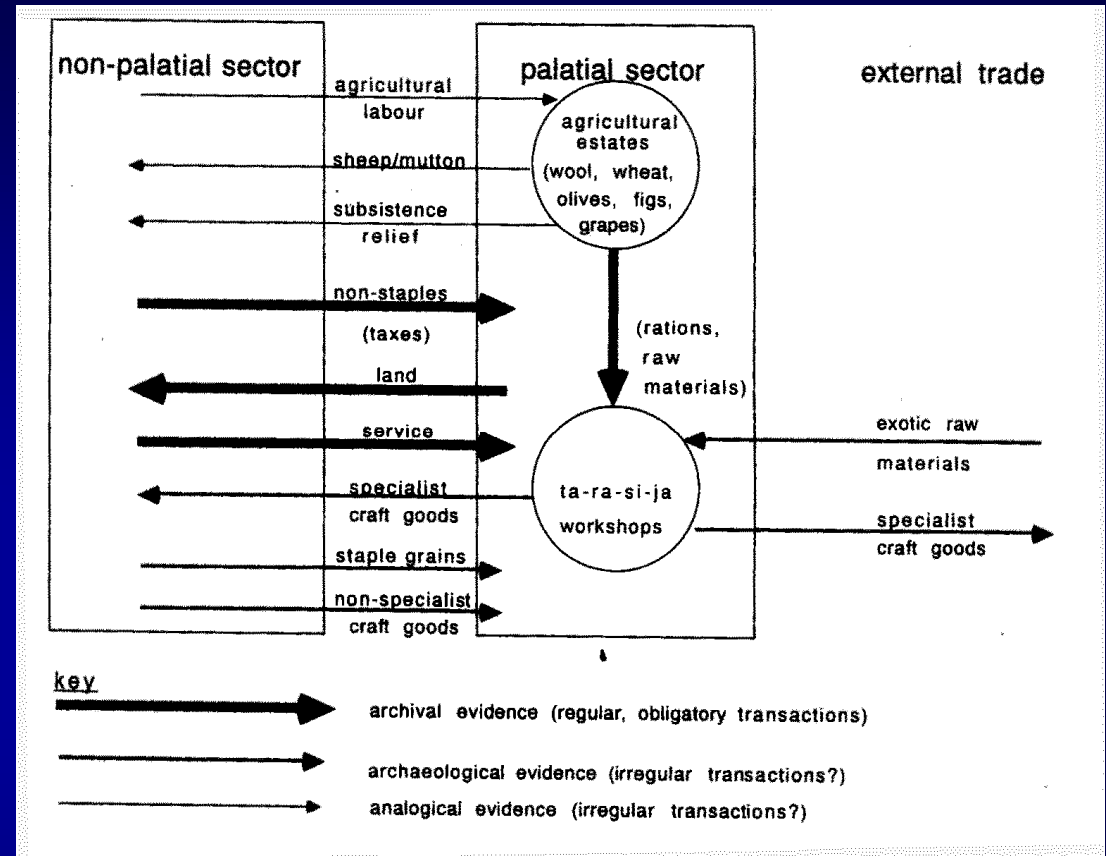 non-palatial sector
palatial sector
external trade
agricultural
labour
sheep/mutton
subsistence
relief
non-staples
(taxes)
land
service
specialist
craft goods
staple grains
non-specialist
craft goods
agricultural
estates
(wool, wheat,
olives, figs,
grapes)
(rations,
raw
materials)
ta-ra-si-ja
workshops
exotic raw
materials
specialist
craft goods
key
archival evidence (regular, obligatory transactions)
archaeological evidence (irregular transactions?)
analogical evidence (irregular transactions?)